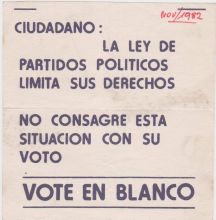 NOV/1982
CIUDADANO:
LA LEY DE
PARTIDOS POLITICOS
LIMITA SUS DERECHOS
NO CONSAGRE ESTA
SITUACION CON SU
VOTO
VOTE EN BLANCO